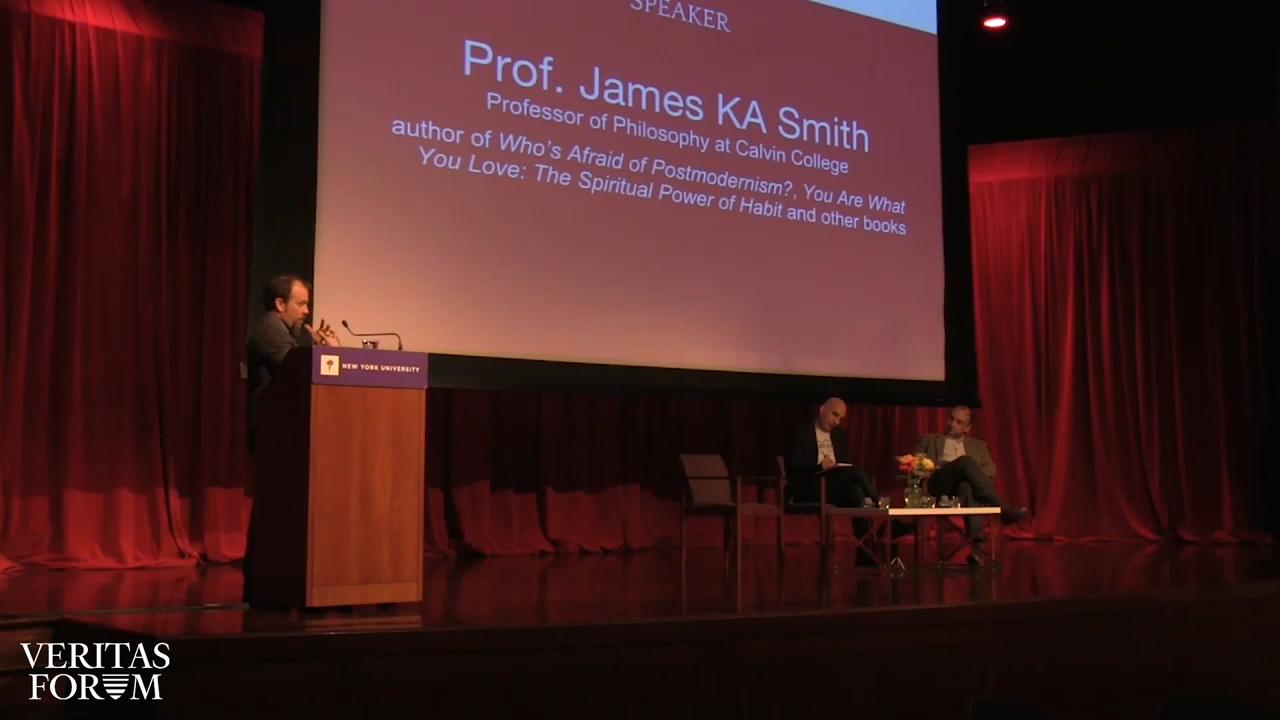 SPEAKER
Prof. James KA Smith
Professor of Philosophy at Calvin College
author of Who's Afraid of Postmodernism?, You Are What
You Love: The Spiritual Power of Habit and other books
NEW YORK UNIVERSITY
VERITAS
FORUM